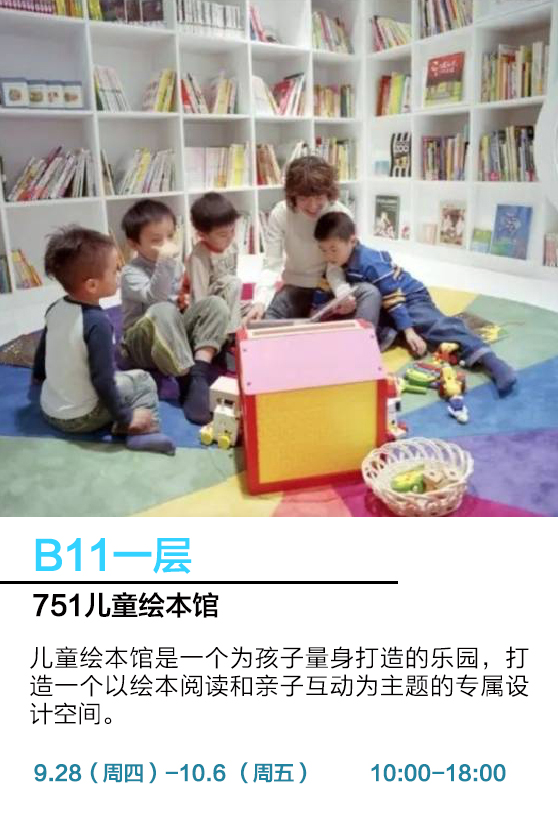 B11一层
751儿童绘本馆
儿童绘本馆是一个为孩子量身打造的乐园，打
造一个以绘本阅读和亲子互动为主题的专属设
计空间。
9.28（周四）-10.6（周五） 10:00-18:00